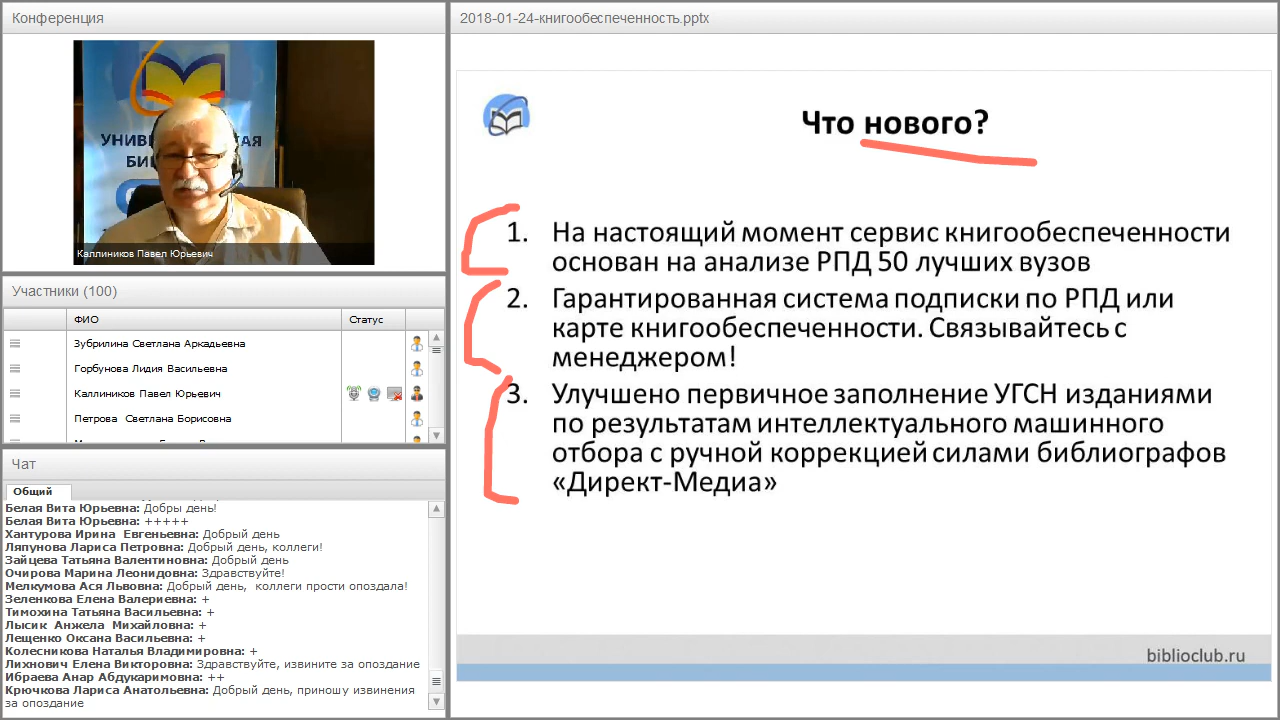 Конференция
УНИВ
КАЯ
БИБ
Каллиников Павел Юрьевич
Участники (100)
ФИО
Статус
Зубрилина Светлана Аркадьевна
Горбунова Лидия Васильевна
Каллиников Павел Юрьевич
Петрова Светлана Борисовна
Чат
Общий
Белая Вита Юрьевна: Добры день!
Белая Вита Юрьевна: +++++
Хантурова Ирина Евгеньевна: Добрый день
Ляпунова Лариса Петровна: Добрый день, коллеги!
Зайцева Татьяна Валентиновна: Добрый день
Очирова Марина Леонидовна: Здравствуйте!
Мелкумова Ася Львовна: Добрый день, коллеги прости опоздала!
Зеленкова Елена Валериевна: +
Тимохина Татьяна Васильевна: +
Лысик Анжела Михайловна: +
Лещенко Оксана Васильевна: +
Колесникова Наталья Владимировна: +
Лихнович Елена Викторовна: Здравствуйте, извините за опоздание
Ибраева Анар Абдукаримовна: ++
Крючкова Лариса Анатольевна: Добрый день, приношу извинения
за опоздание
2018-01-24-книгообеспеченность.pptx
Что нового?
1. На настоящий момент сервис книгообеспеченности
основан на анализе РПД 50 лучших вузов
2. Гарантированная система подписки по РПД или
карте книгообеспеченности. Связывайтесь с
менеджером!
3. Улучшено первичное заполнение УГСН изданиями
по результатам интеллектуального машинного
отбора с ручной коррекцией силами библиографов
«Директ-Медиа»
biblioclub.ru